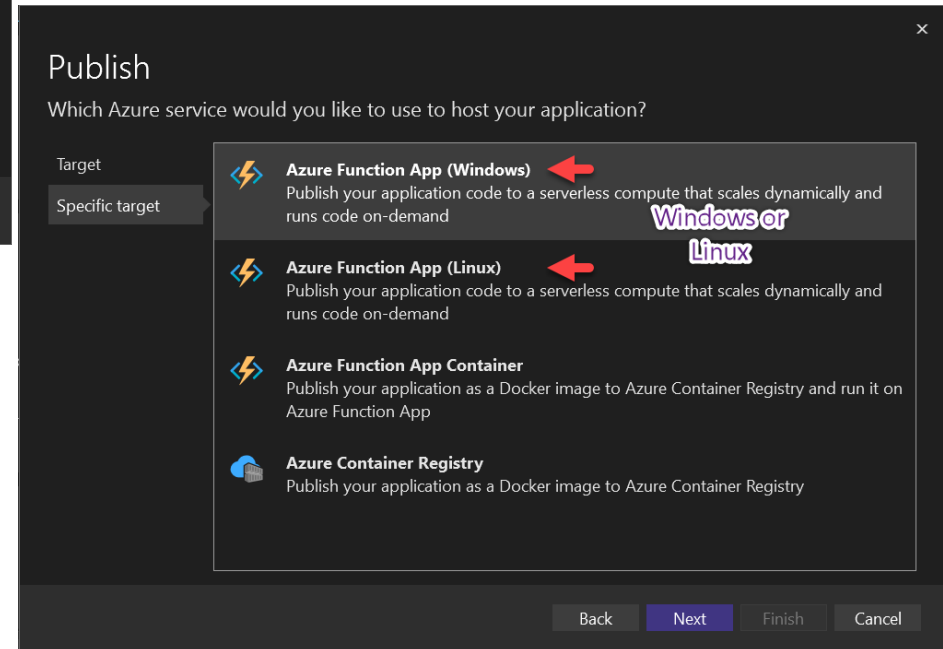 Publish
Which Azure service would you like to use to host your application?
Target
Specific target
Azure Function App (Windows)
Publish your application code to a serverless compute that scales dynamically and
runs code on-demand
Windows or
Linux
Azure Function App (Linux)
Publish your application code to a serverless compute that scales dynamically and
runs code on-demand
Azure Function App Container
Publish your application as a Docker image to Azure Container Registry and run it on
Azure Function App
Azure Container Registry
Publish your application as a Docker image to Azure Container Registry
Back
Next
Finish
Cancel